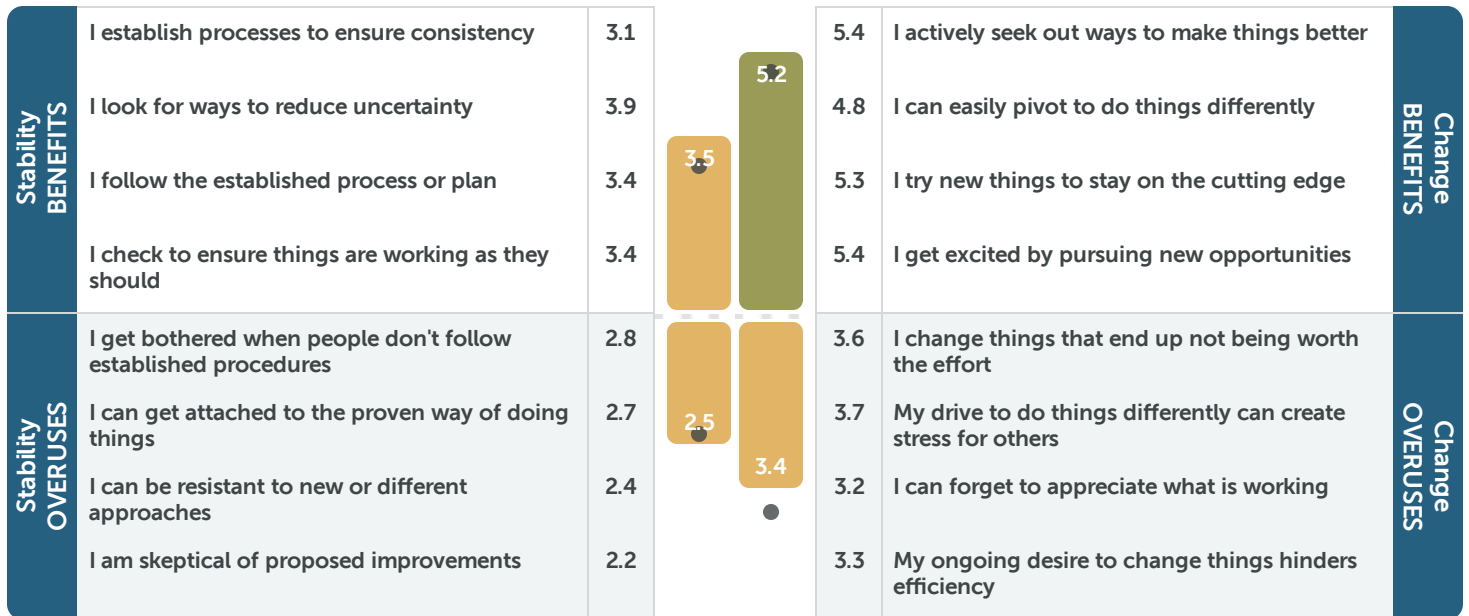 Stability
BENEFITS
I establish processes to ensure consistency
3.1
I look for ways to reduce uncertainty
3.9
I follow the established process or plan
3.4
I check to ensure things are working as they
should
3.4
3.5
5.2
5.4
I actively seek out ways to make things better
4.8
I can easily pivot to do things differently
5.3
I try new things to stay on the cutting edge
5.4
I get excited by pursuing new opportunities
Change
BENEFITS
Stability
OVERUSES
I get bothered when people don't follow
established procedures
2.8
I can get attached to the proven way of doing
things
2.7
I can be resistant to new or different
approaches
2.4
I am skeptical of proposed improvements
2.2
2.5
3.4
3.6
I change things that end up not being worth
the effort
3.7
My drive to do things differently can create
stress for others
3.2
I can forget to appreciate what is working
3.3
My ongoing desire to change things hinders
efficiency
Change
OVERUSES